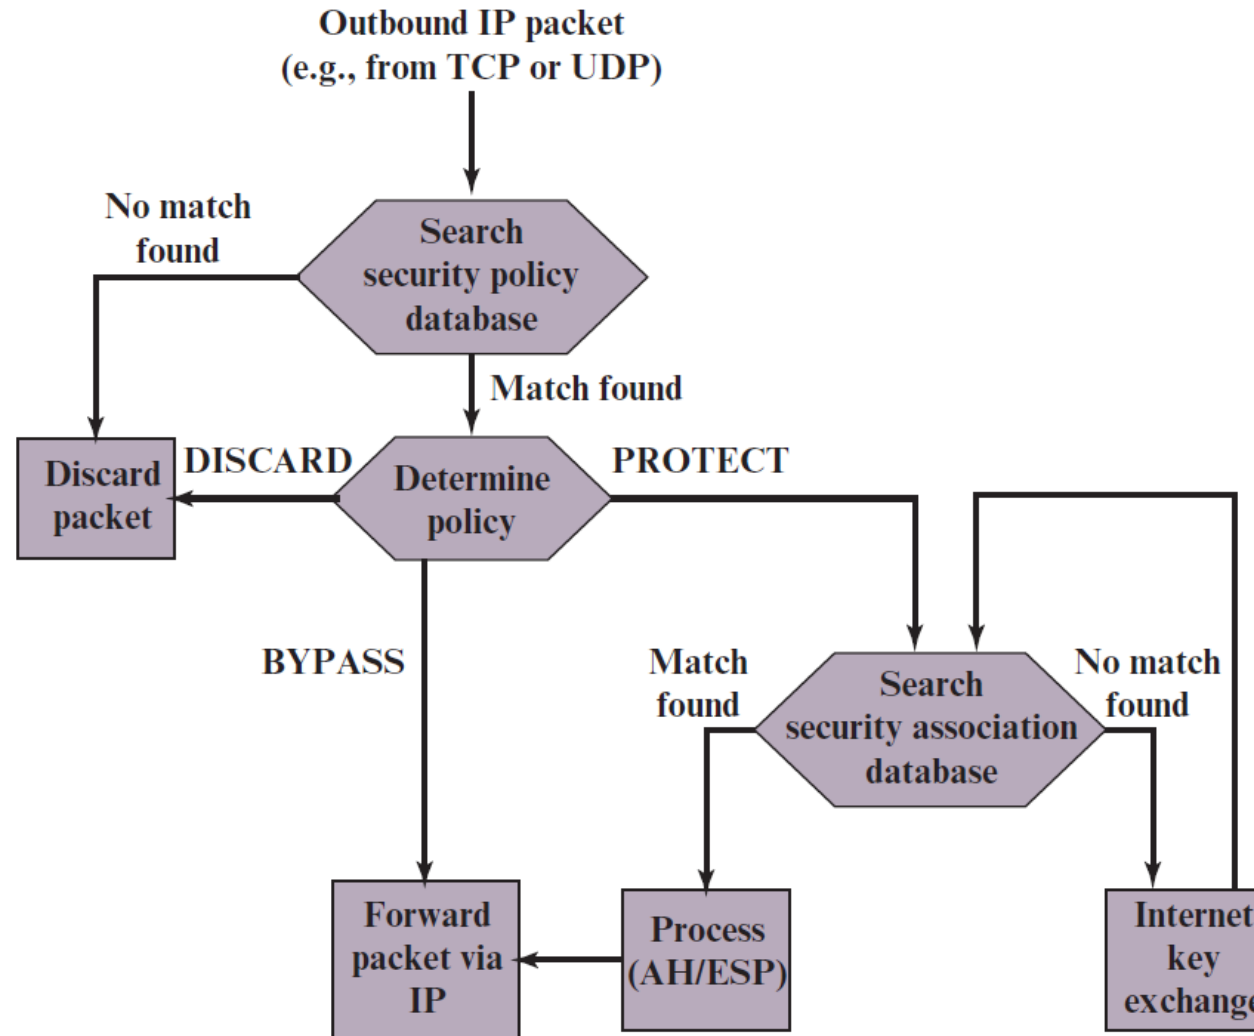 Outbound IP packet
(e.g., from TCP or UDP)
No match
found
Search
security policy
database
Match found
Discard
packet
DISCARD
Determine
policy
PROTECT
BYPASS
Match
found
Search
security association
database
No match
found
Forward
packet via
IP
Process
(AH/ESP)
Internet
key
exchange